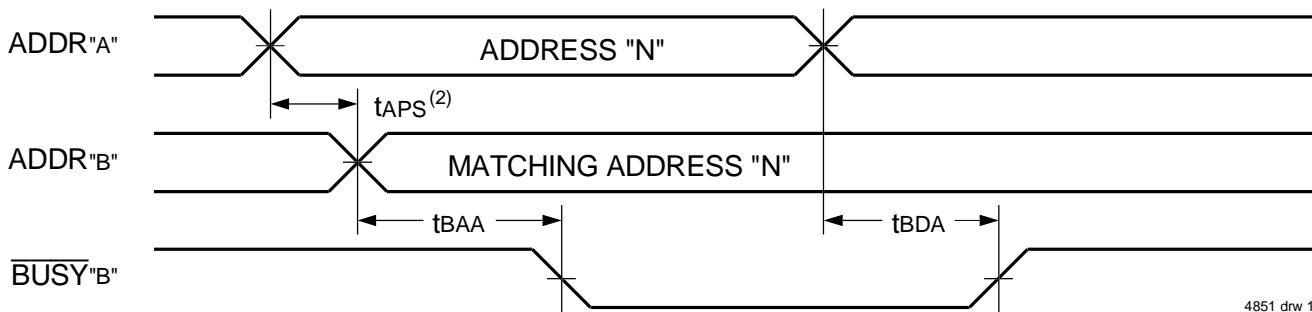 ADDR"A"
ADDRESS "N"
tAPS(2)
ADDR"B"
MATCHING ADDRESS "N"
tBAA
tBDA
BUSY"B"
4851 drw 1